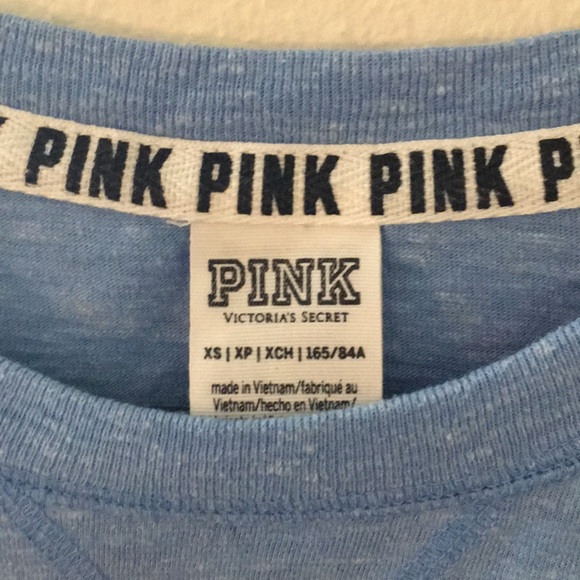 PINK PINK PINK P
PINK
VICTORIA'S SECRET
XS | XP | XCH | 165/84A
made in Vietnam/fabriqué au
Vietnam/hecho en Vietnam/